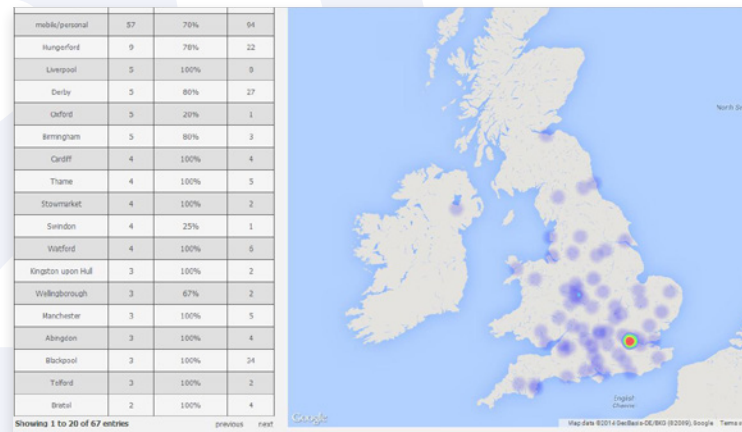 mobile/personal 57 70% 94
Hungerford 9 78% 22
Liverpool 5 100% 8
Derby 5 80% 27
Oxford 5 20% 1
Birmingham 5 80% 3
Cardiff 4 100% 4
Thame 4 100% 5
Stowmarket 4 100% 2
Swindon 4 25% 1
Watford 4 100% 6
Kingston upon Hull 3 100% 2
Wellingborough 3 67% 2
Manchester 3 100% 5
Abingdon 3 100% 4
Blackpool 3 100% 34
Telford 3 100% 2
Bristol 2 100% 4
Showing 1 to 20 of 67 entries previous next
North Se
English
Channel
Google
Map data ©2014 GeoBasis-DE/BKG (©2009), Google Terms o